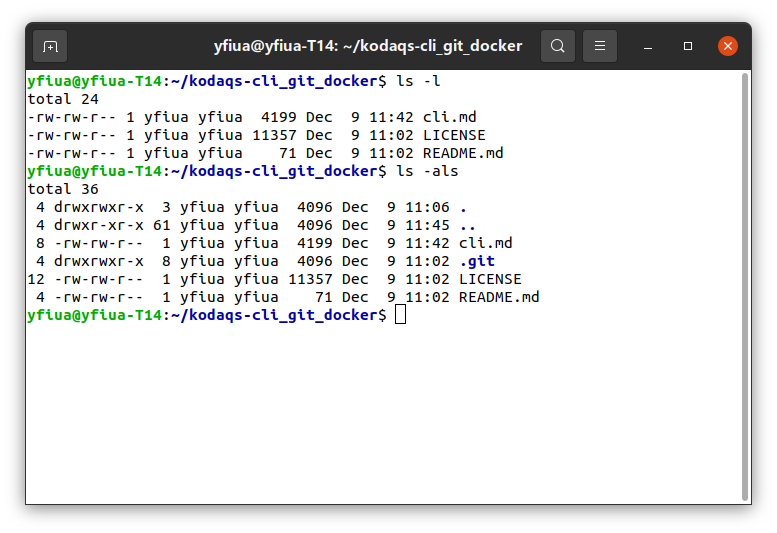 yfiua@yfiua-T14: ~/kodaqs-cli_git_docker
yfiua@yfiua-T14:~/kodaqs-cli_git_docker$ ls -l
total 24
-rw-rw-r-- 1 yfiua yfiua  4199 Dec  9 11:42 cli.md
-rw-rw-r-- 1 yfiua yfiua 11357 Dec  9 11:02 LICENSE
-rw-rw-r-- 1 yfiua yfiua    71 Dec  9 11:02 README.md
yfiua@yfiua-T14:~/kodaqs-cli_git_docker$ ls -als
total 36
 4 drwxrwxr-x  3 yfiua yfiua  4096 Dec  9 11:06 .
 4 drwxr-xr-x 61 yfiua yfiua  4096 Dec  9 11:45 ..
 8 -rw-rw-r--  1 yfiua yfiua  4199 Dec  9 11:42 cli.md
 4 drwxrwxr-x  8 yfiua yfiua  4096 Dec  9 11:02 .git
12 -rw-rw-r--  1 yfiua yfiua 11357 Dec  9 11:02 LICENSE
 4 -rw-rw-r--  1 yfiua yfiua    71 Dec  9 11:02 README.md
yfiua@yfiua-T14:~/kodaqs-cli_git_docker$